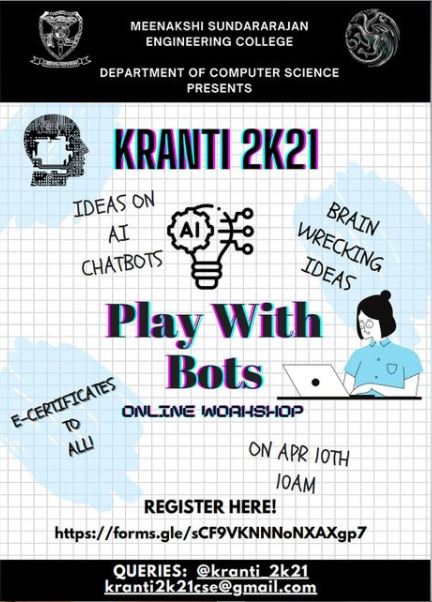 MEENAKSHI SUNDARARAJAN
ENGINEERING COLLEGE
DEPARTMENT OF COMPUTER SCIENCE
PRESENTS
KRANTI 2K21
IDEAS ON
AI
CHATBOTS
AI
BRAIN
WRECKING
IDEAS
Play With
Bots
ONLINE WORKSHOP
E-CERTIFICATES
TO
ALL!
ON APR 10TH
10AM
REGISTER HERE!
https://forms.gle/sCF9VKNNNoNXAXgp7
QUERIES: @kranti_2k21
kranti2k21cse@gmail.com